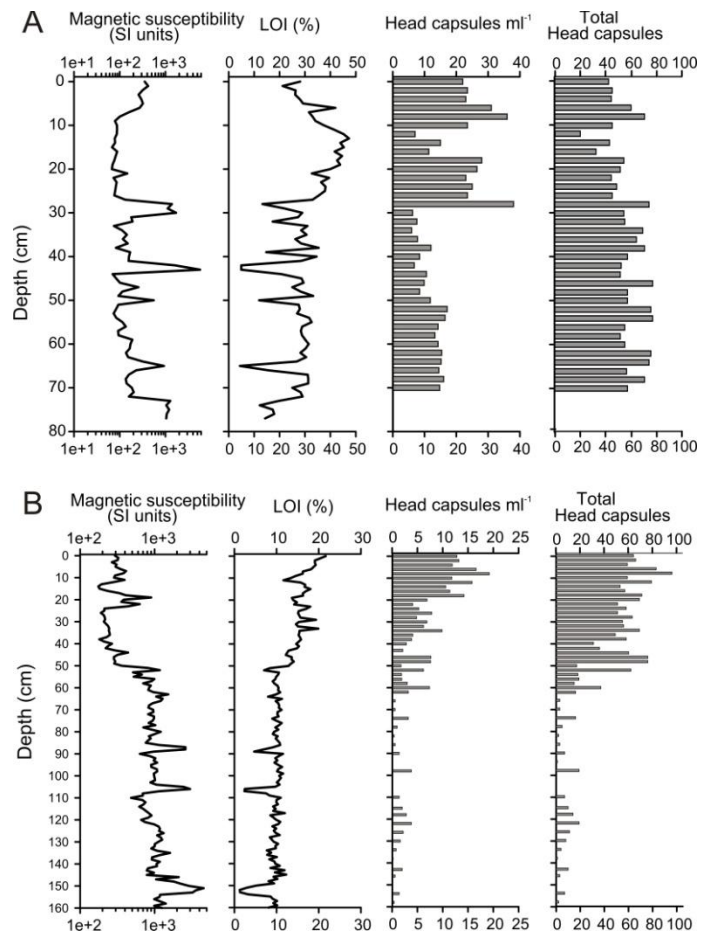 A
Magnetic susceptibility
(SI units)
LOI (%)
Head capsules ml-1
Total
Head capsules
1e+1 1e+2 1e+3
0 10 20 30 40 50
0 10 20 30 40
0 20 40 60 80 100
Depth (cm)
0
10
20
30
40
50
60
70
80
1e+1 1e+2 1e+3
0 10 20 30 40 50
0 10 20 30 40
0 20 40 60 80 100
B
Magnetic susceptibility
(SI units)
LOI (%)
Head capsules ml-1
Total
Head capsules
1e+2 1e+3
0 10 20 30
0 5 10 15 20 25
0 20 40 60 80 100
Depth (cm)
0
10
20
30
40
50
60
70
80
90
100
110
120
130
140
150
160
1e+2 1e+3
0 10 20 30
0 5 10 15 20 25
0 20 40 60 80 100